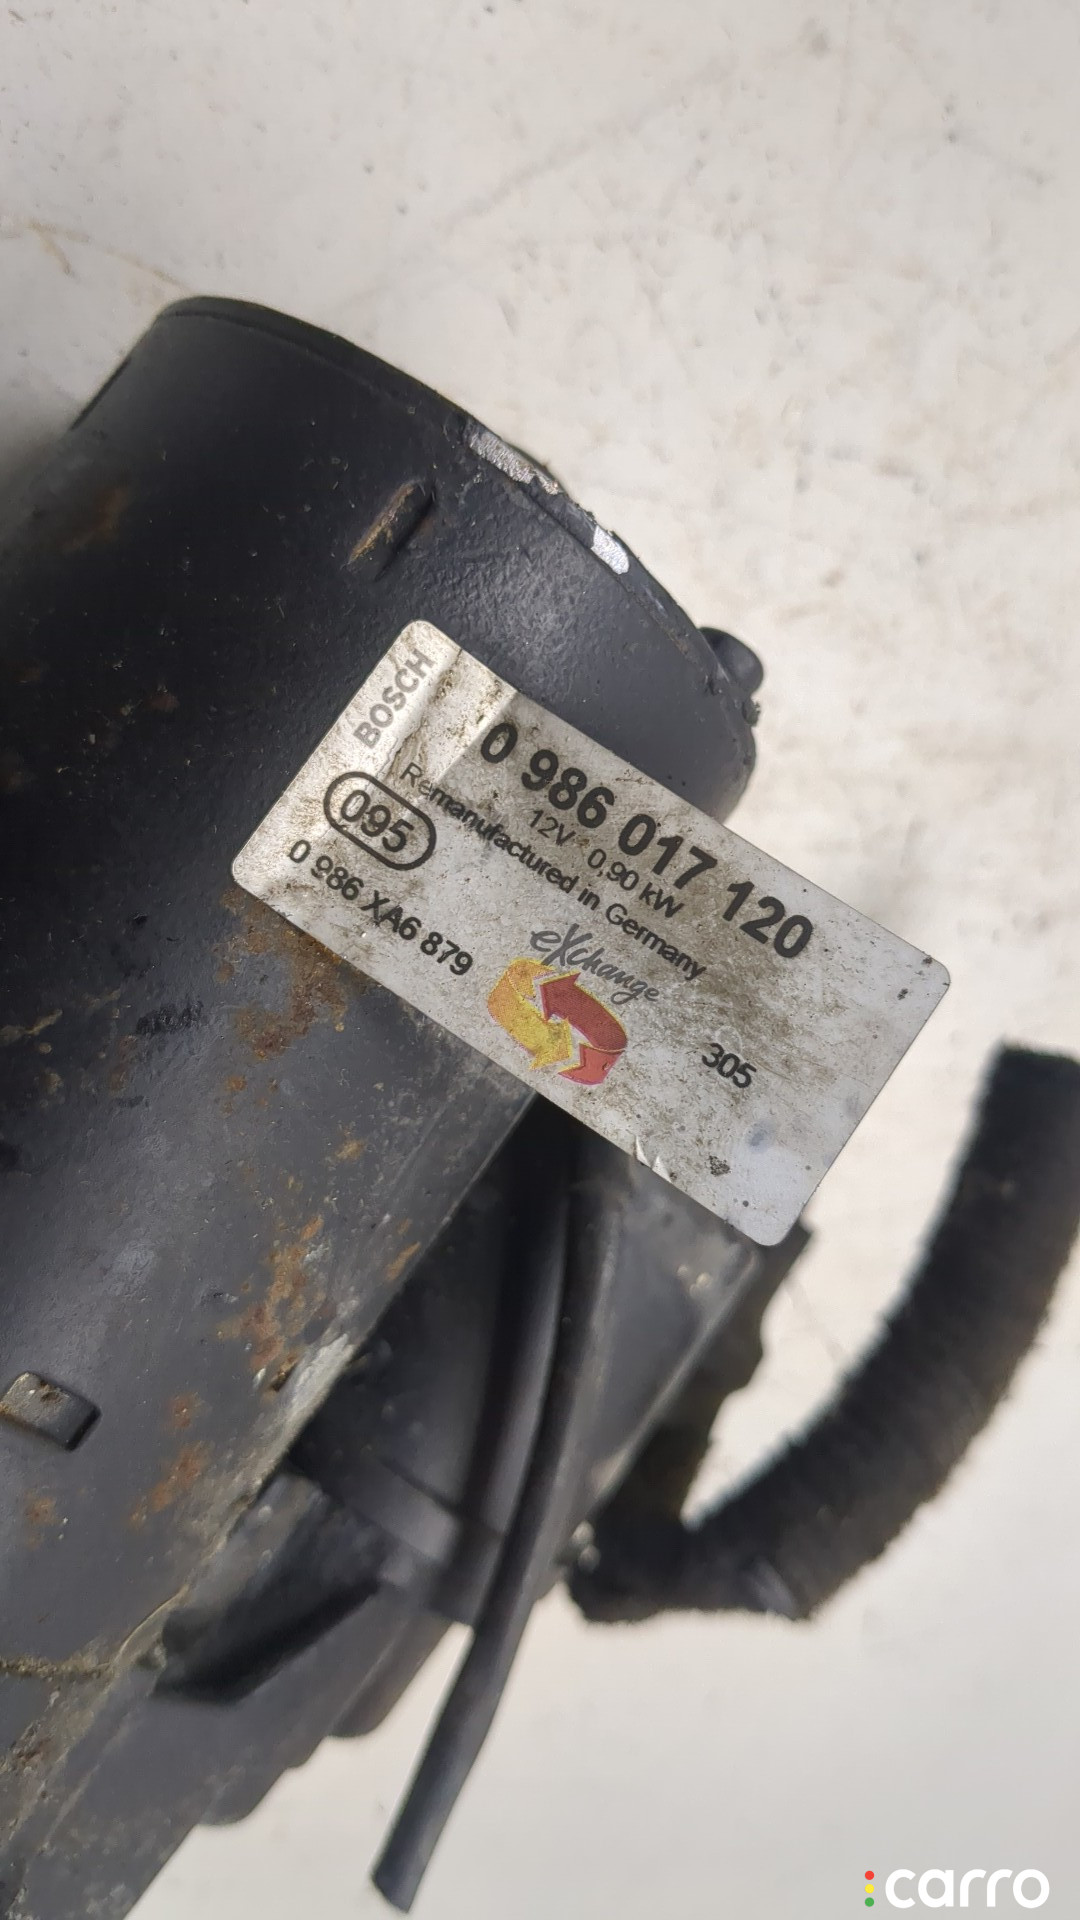 BOSCH
0 986 017 120
12V 0,90 kW
Remanufactured in Germany
095
0 986 XA6 879
eXchange
305
carro